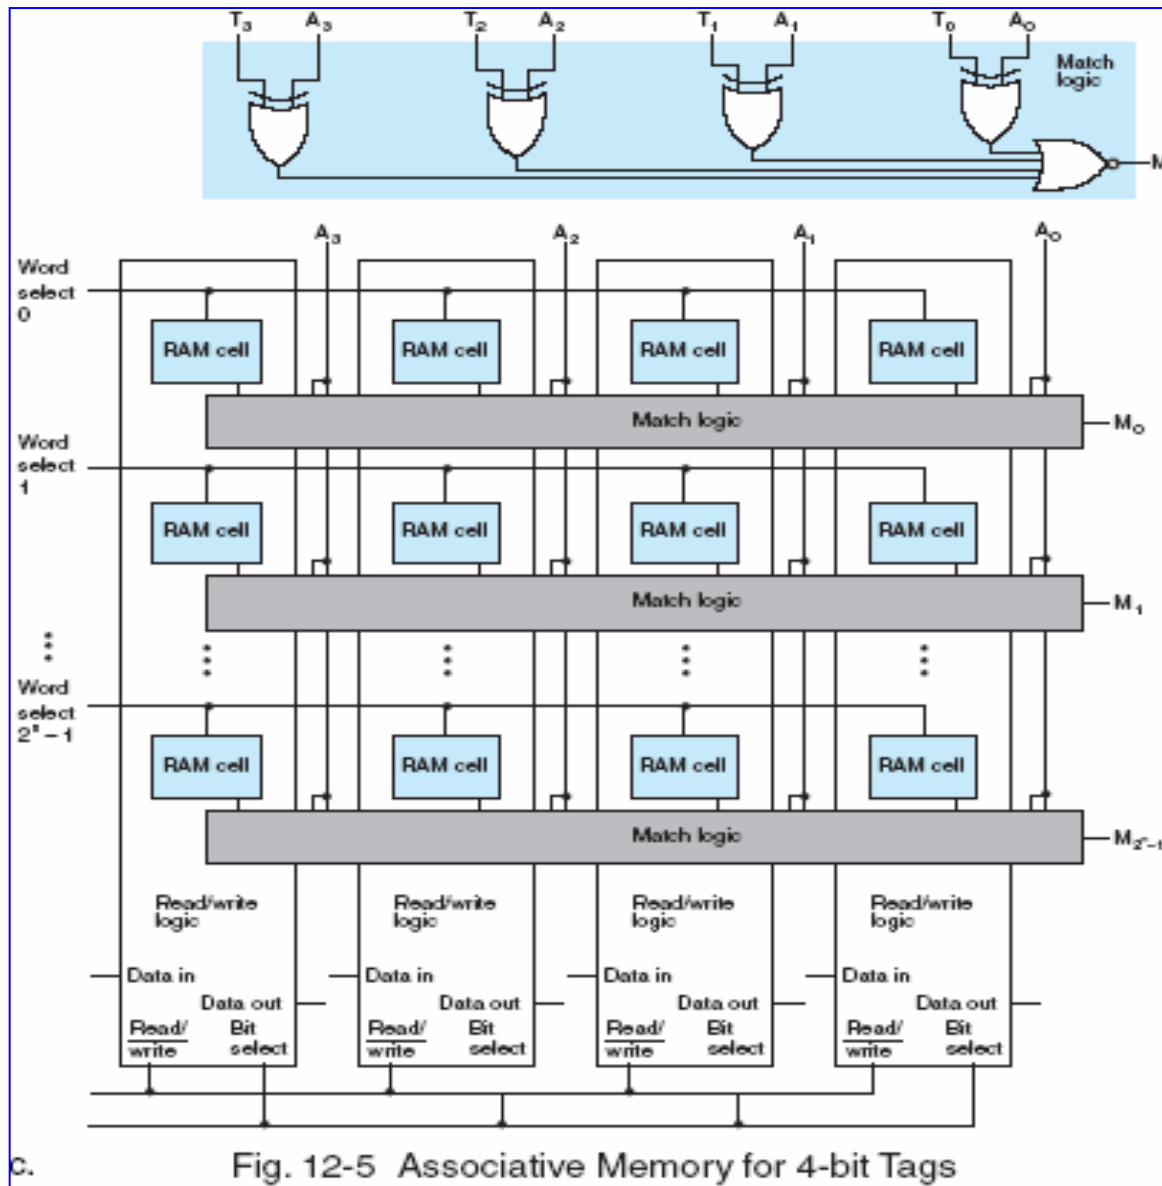 T3 A3 T2 A2 T1 A1 T0 A0
Match
logic
M
A3 A2 A1 A0
Word
select
0
RAM cell RAM cell RAM cell RAM cell
Match logic
M0
Word
select
1
RAM cell RAM cell RAM cell RAM cell
Match logic
M1
Word
select
2ⁿ – 1
RAM cell RAM cell RAM cell RAM cell
Match logic
M2ⁿ–1
Read/write logic
Read/write logic
Read/write logic
Read/write logic
Data in Data in Data in Data in
Data out Data out Data out Data out
Read/ Bit Read/ Bit Read/ Bit Read/ Bit
write select write select write select write select
c.
Fig. 12-5 Associative Memory for 4-bit Tags